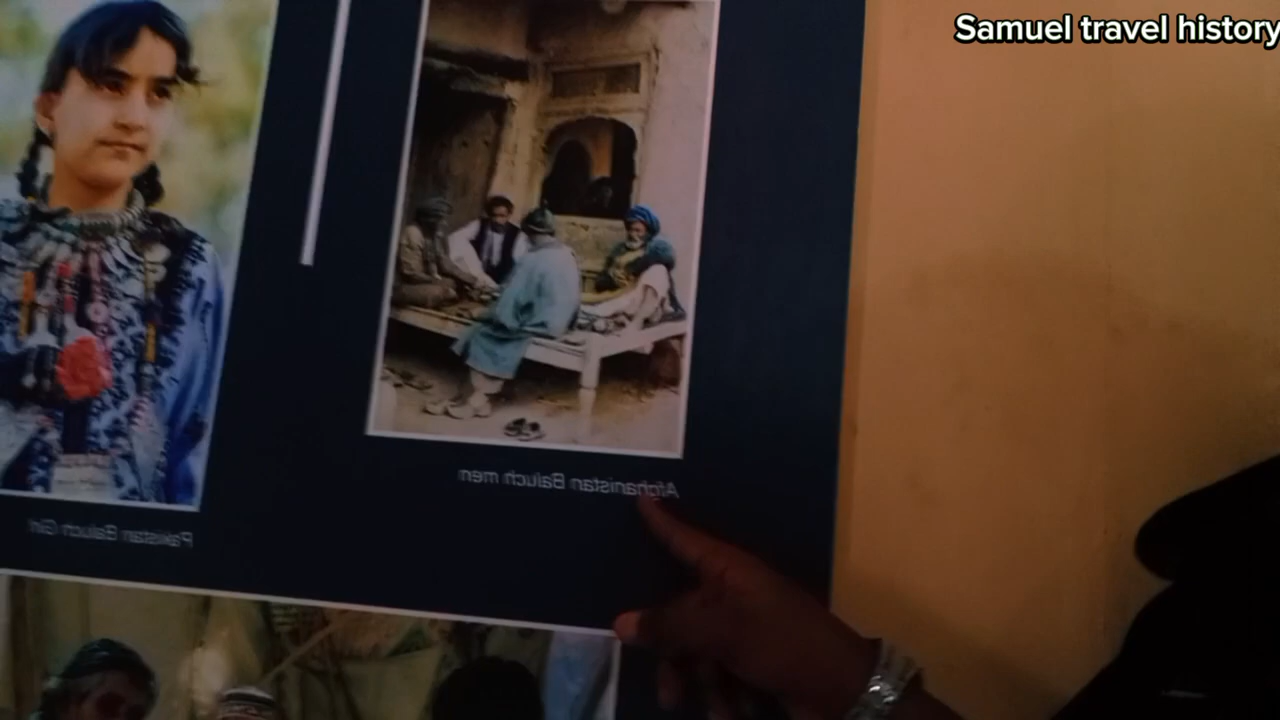 Samuel travel history
Afghanistan Baluch men
Pakistan Baluch Girl